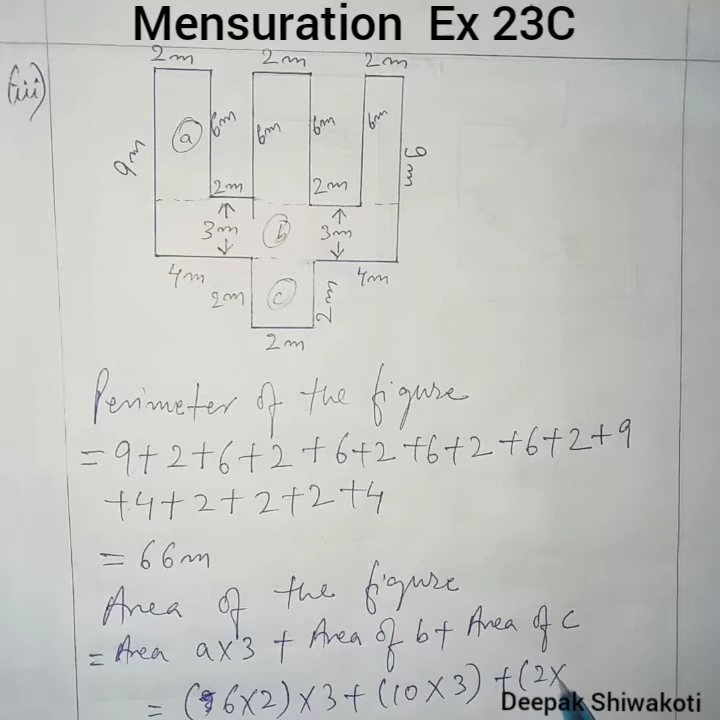 Mensuration Ex 23C
(iii)
2m 2m 2m
9m a 6m 6m 6m 6m 9m
2m 2m
3m b 3m
4m 4m
2m c 2m
2m
Perimeter of the figure
= 9+2+6+2+6+2+6+2+6+2+9
+4+2+2+2+4
= 66m
Area of the figure
= Area a×3 + Area of b + Area of c
= (6×2)×3+(10×3)+(2×
Deepak Shiwakoti